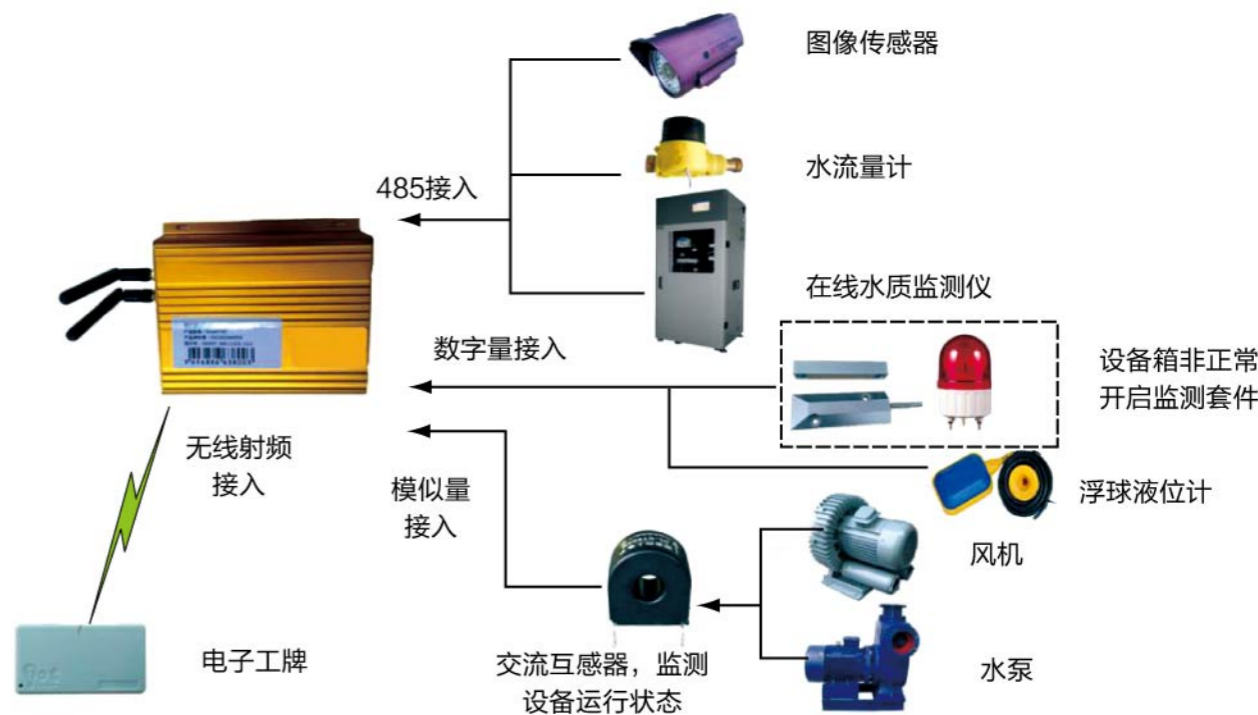 图像传感器
水流量计
485接入
在线水质监测仪
数字量接入
设备箱非正常
开启监测套件
无线射频
接入
模似量
接入
浮球液位计
风机
电子工牌
交流互感器，监测
设备运行状态
水泵